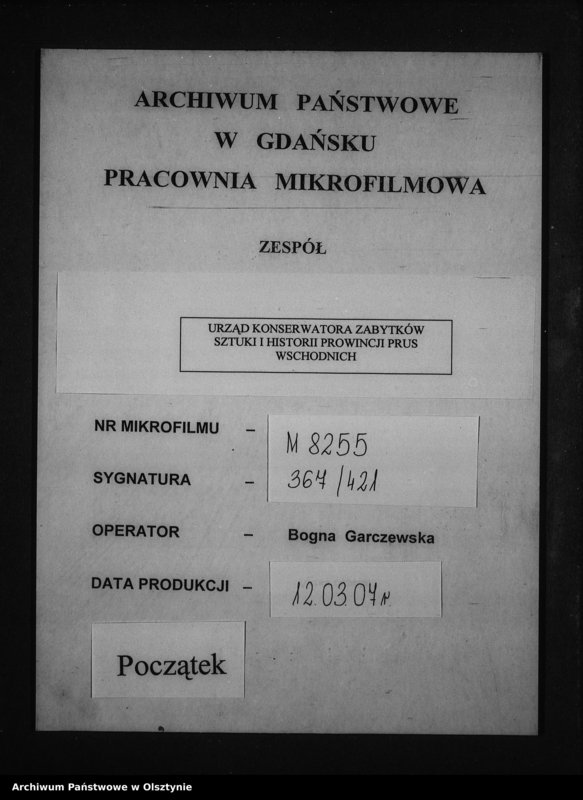 ARCHIWUM PAŃSTWOWE
W GDAŃSKU
PRACOWNIA MIKROFILMOWA
ZESPÓŁ
URZĄD KONSERWATORA ZABYTKÓW
SZTUKI I HISTORII PROWINCJI PRUS
WSCHODNICH
NR MIKROFILMU – M 8255
SYGNATURA – 367/421
OPERATOR – Bogna Garczewska
DATA PRODUKCJI – 12.03.07r.
Początek
Archiwum Państwowe w Olsztynie